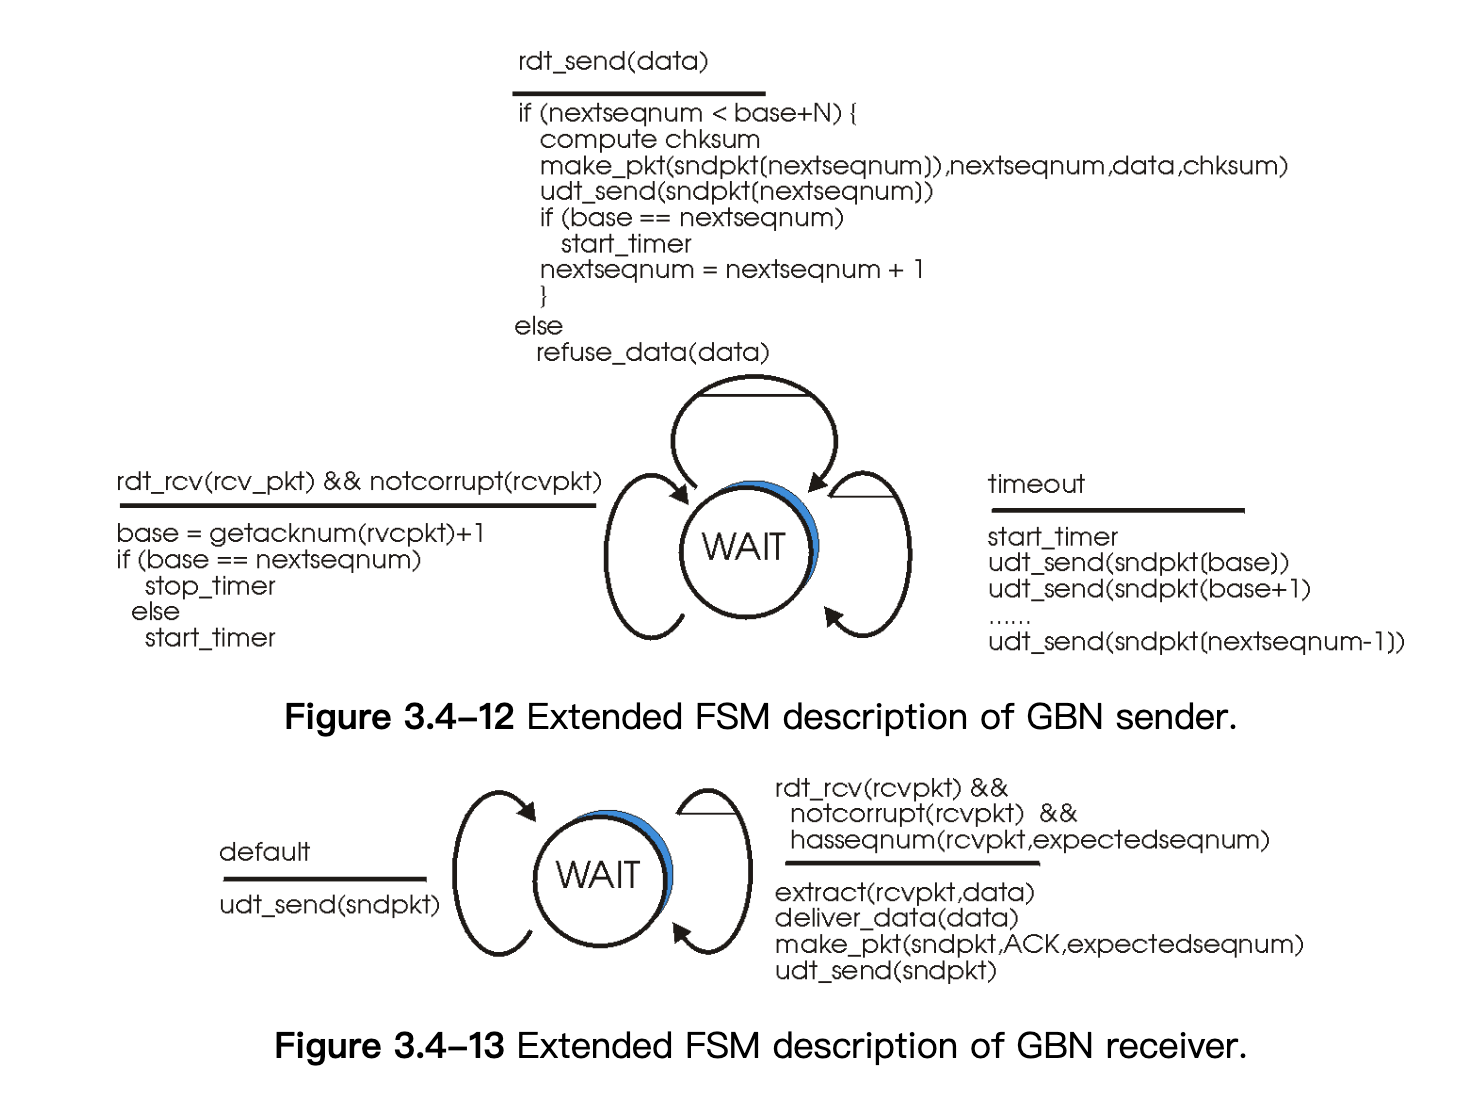 rdt_send(data)
if (nextseqnum < base+N) {
compute chksum
make_pkt(sndpkt[nextseqnum]),nextseqnum,data,chksum)
udt_send(sndpkt[nextseqnum])
if (base == nextseqnum)
start_timer
nextseqnum = nextseqnum + 1
}
else
refuse_data(data)
rdt_rcv(rcv_pkt) && notcorrupt(rcvpkt)
base = getacknum(rvcpkt)+1
if (base == nextseqnum)
stop_timer
else
start_timer
WAIT
timeout
start_timer
udt_send(sndpkt[base])
udt_send(sndpkt(base+1)
......
udt_send(sndpkt[nextseqnum-1])
Figure 3.4–12 Extended FSM description of GBN sender.
default
udt_send(sndpkt)
WAIT
rdt_rcv(rcvpkt) &&
notcorrupt(rcvpkt) &&
hasseqnum(rcvpkt,expectedseqnum)
extract(rcvpkt,data)
deliver_data(data)
make_pkt(sndpkt,ACK,expectedseqnum)
udt_send(sndpkt)
Figure 3.4–13 Extended FSM description of GBN receiver.